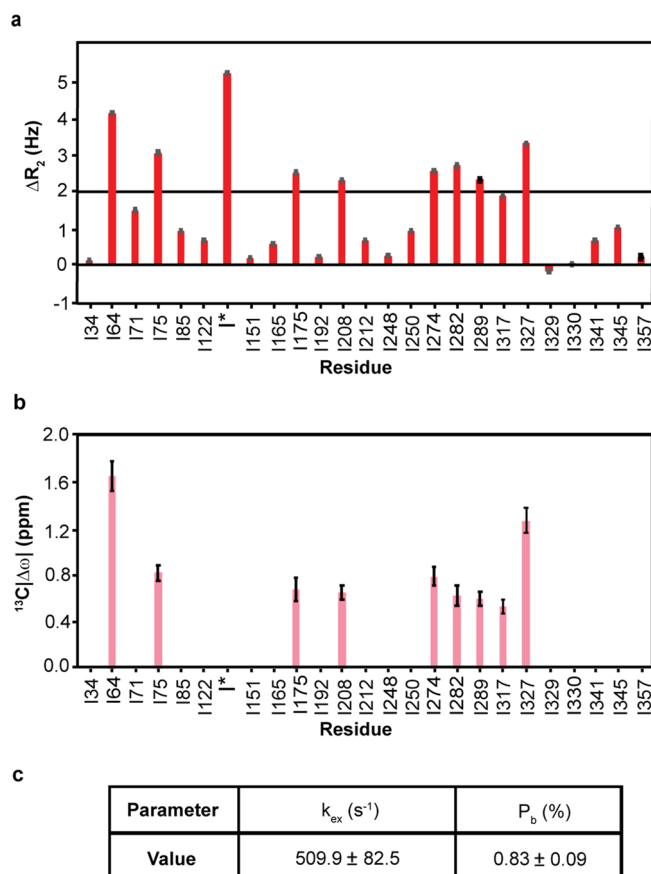 a
ΔR₂ (Hz)
5
4
3
2
1
0
-1
I34 I64 I71 I75 I85 I122 I* I151 I165 I175 I192 I208 I212 I248 I250 I274 I282 I289 I317 I327 I329 I330 I341 I345 I357
Residue
b
¹³C|Δω| (ppm)
2.0
1.6
1.2
0.8
0.4
0.0
I34 I64 I71 I75 I85 I122 I* I151 I165 I175 I192 I208 I212 I248 I250 I274 I282 I289 I317 I327 I329 I330 I341 I345 I357
Residue
c
Parameter kₑₓ (s⁻¹) P_b (%)
Value 509.9 ± 82.5 0.83 ± 0.09